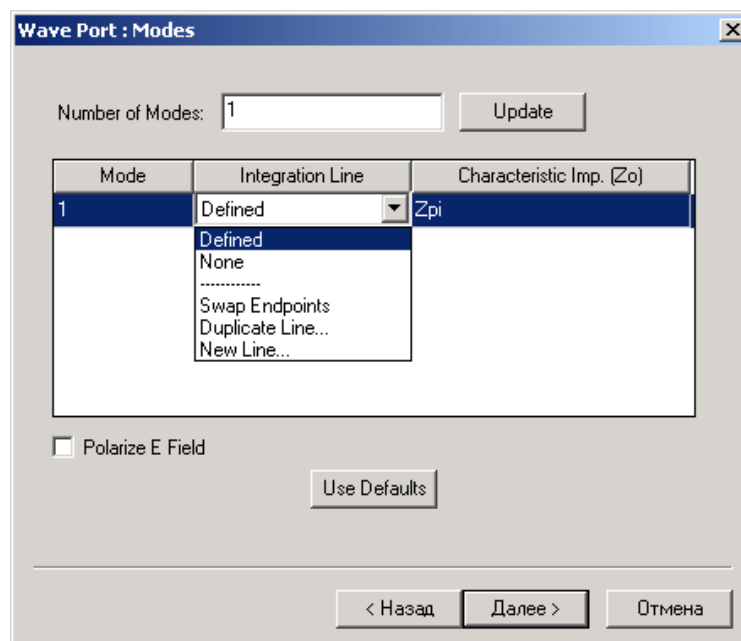 Wave Port : Modes
Number of Modes: 1 Update
Mode Integration Line Characteristic Imp. (Zo)
1 Defined Zpi
Defined
None
------------
Swap Endpoints
Duplicate Line...
New Line...
Polarize E Field
Use Defaults
< Назад Далее > Отмена